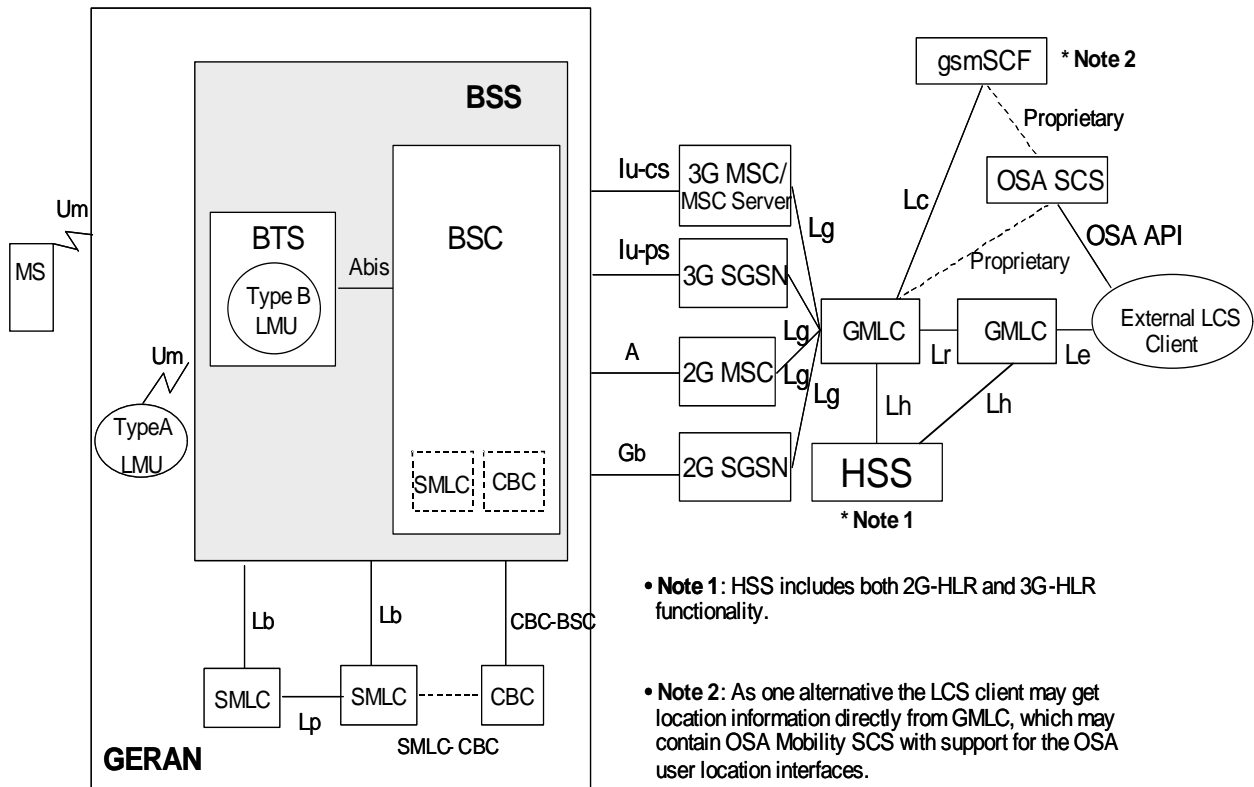 gsmSCF
* Note 2
BSS
Proprietary
Iu-cs
3G MSC/
MSC Server
OSA SCS
Um
Lc
BTS
BSC
Lg
OSA API
MS
Abis
Iu-ps
3G SGSN
Proprietary
Type B
LMU
GMLC
GMLC
External LCS
Client
Um
A
Lg
Lr
Le
2G MSC
Lg
Lg
TypeA
LMU
Lh
Lh
Gb
2G SGSN
HSS
SMLC
CBC
* Note 1
• Note 1: HSS includes both 2G-HLR and 3G-HLR
functionality.
Lb
Lb
CBC-BSC
SMLC
SMLC
CBC
Lp
SMLC- CBC
GERAN
• Note 2: As one alternative the LCS client may get
location information directly from GMLC, which may
contain OSA Mobility SCS with support for the OSA
user location interfaces.